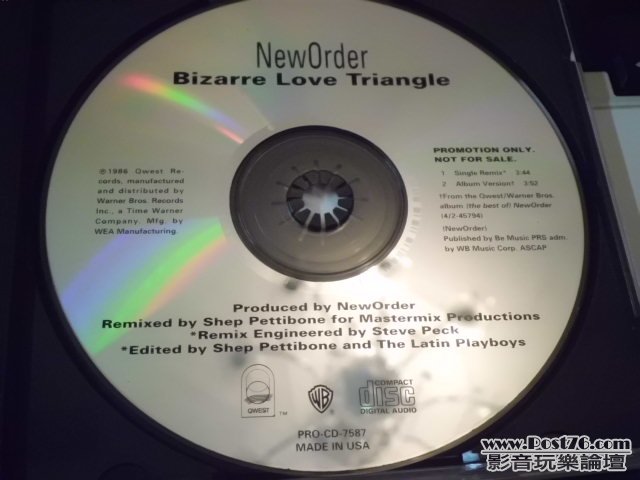 NewOrder
Bizarre Love Triangle
℗1986 Qwest Re-
cords, manufactured
and distributed by
Warner Bros. Records
Inc., a Time Warner
Company. Mfg. by
WEA Manufacturing.
PROMOTION ONLY.
NOT FOR SALE.
1 Single Remix* 3:44
2 Album Version† 3:52
†From the Qwest/Warner Bros.
album (the best of) NewOrder
(4/2-45794)
(NewOrder)
Published by Be Music PRS adm.
by WB Music Corp. ASCAP
Produced by NewOrder
Remixed by Shep Pettibone for Mastermix Productions
*Remix Engineered by Steve Peck
*Edited by Shep Pettibone and The Latin Playboys
QWEST ™
WB
COMPACT
disc
DIGITAL AUDIO
PRO-CD-7587
MADE IN USA
www.Post76.com
影音玩樂論壇